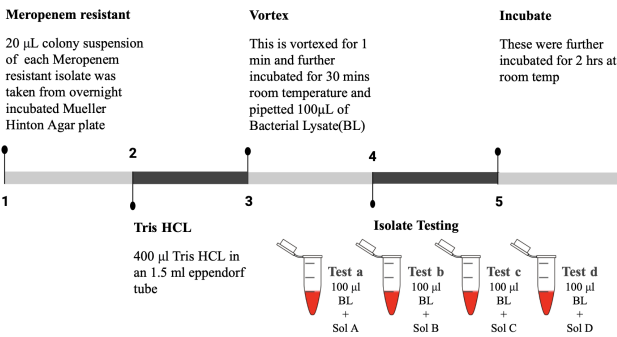 Meropenem resistant
20 μL colony suspension
of each Meropenem
resistant isolate was
taken from overnight
incubated Mueller
Hinton Agar plate
Vortex
This is vortexed for 1
min and further
incubated for 30 mins
room temperature and
pipetted 100μL of
Bacterial Lysate(BL)
Incubate
These were further
incubated for 2 hrs at
room temp
2
4
1
3
5
Tris HCL
400 μl Tris HCL in
an 1.5 ml eppendorf
tube
Isolate Testing
Test a
100 μl
BL
+
Sol A
Test b
100 μl
BL
+
Sol B
Test c
100 μl
BL
+
Sol C
Test d
100 μl
BL
+
Sol D